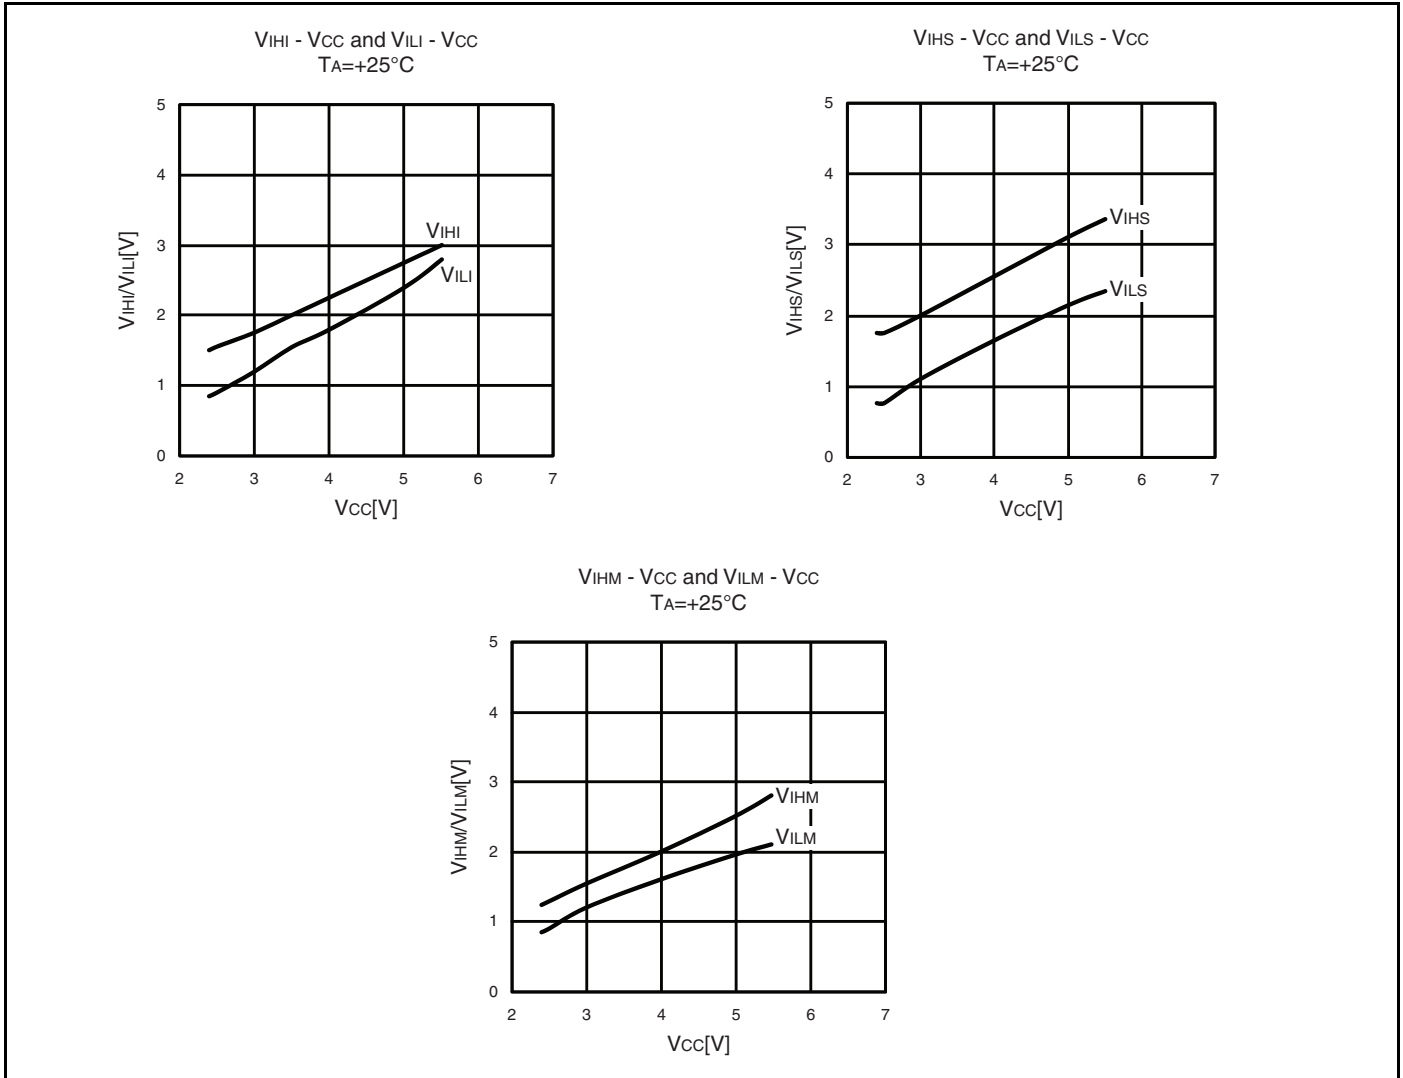 VIHI - VCC and VILI - VCC
TA=+25°C
5
4
3
2
1
0
VIHI/VILI[V]
VIHI
VILI
2 3 4 5 6 7
VCC[V]
VIHS - VCC and VILS - VCC
TA=+25°C
5
4
3
2
1
0
VIHS/VILS[V]
VIHS
VILS
2 3 4 5 6 7
VCC[V]
VIHM - VCC and VILM - VCC
TA=+25°C
5
4
3
2
1
0
VIHM/VILM[V]
VIHM
VILM
2 3 4 5 6 7
VCC[V]